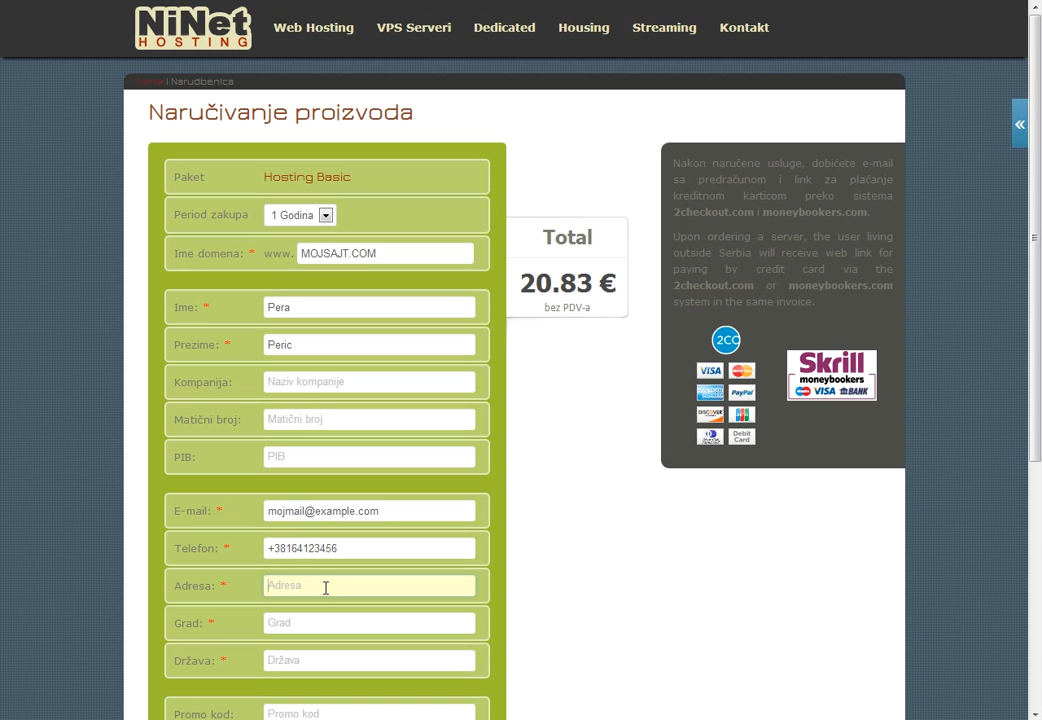 NiNet
HOSTING
Web Hosting
VPS Serveri
Dedicated
Housing
Streaming
Kontakt
Home | Narudbenica
Naručivanje proizvoda
Paket
Hosting Basic
Period zakupa
1 Godina
Ime domena: *
www. MOJSAJT.COM
Ime: *
Pera
Prezime: *
Peric
Kompanija:
Naziv kompanije
Matični broj:
Matični broj
PIB:
PIB
E-mail: *
mojmail@example.com
Telefon: *
+38164123456
Adresa: *
Adresa
Grad: *
Grad
Država: *
Država
Promo kod:
Promo kod
Total
20.83 €
bez PDV-a
«
Nakon naručene usluge, dobićete e-mail
sa predračunom i link za plaćanje
kreditnom karticom preko sistema
2checkout.com i moneybookers.com.
Upon ordering a server, the user living
outside Serbia will receive web link for
paying by credit card via the
2checkout.com or moneybookers.com
system in the same invoice.
2CO
VISA
MasterCard
PayPal
DISCOVER
JCB
Debit
Card
Skrill
moneybookers
VISA BANK